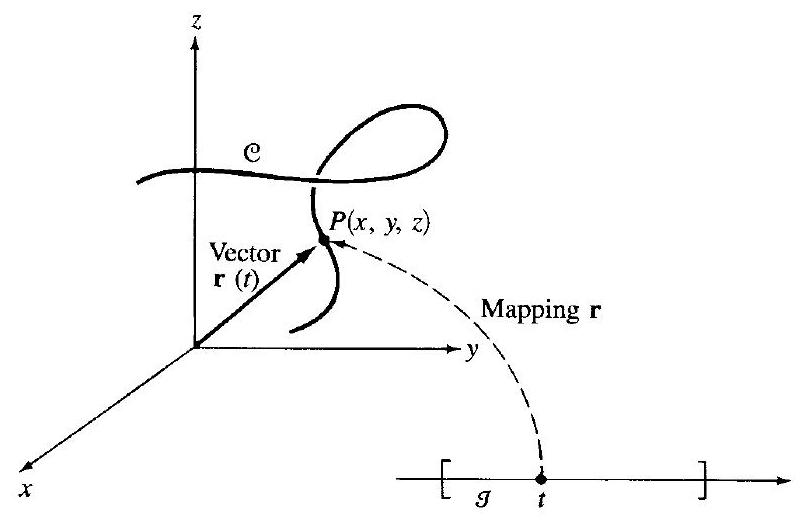 z
𝒞
P(x, y, z)
Vector
r (t)
Mapping r
y
x
[ ℐ t ]